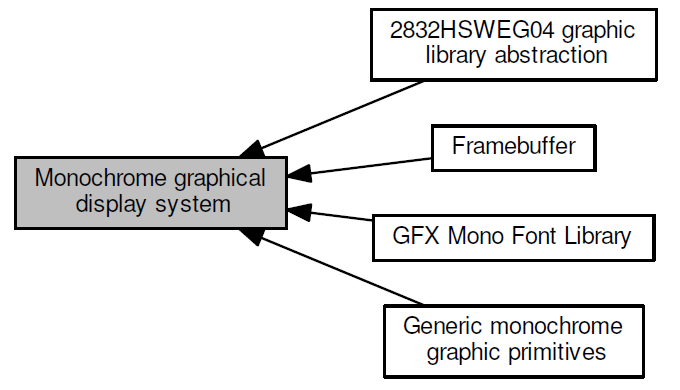 2832HSWEG04 graphic
library abstraction
Framebuffer
Monochrome graphical
display system
GFX Mono Font Library
Generic monochrome
graphic primitives